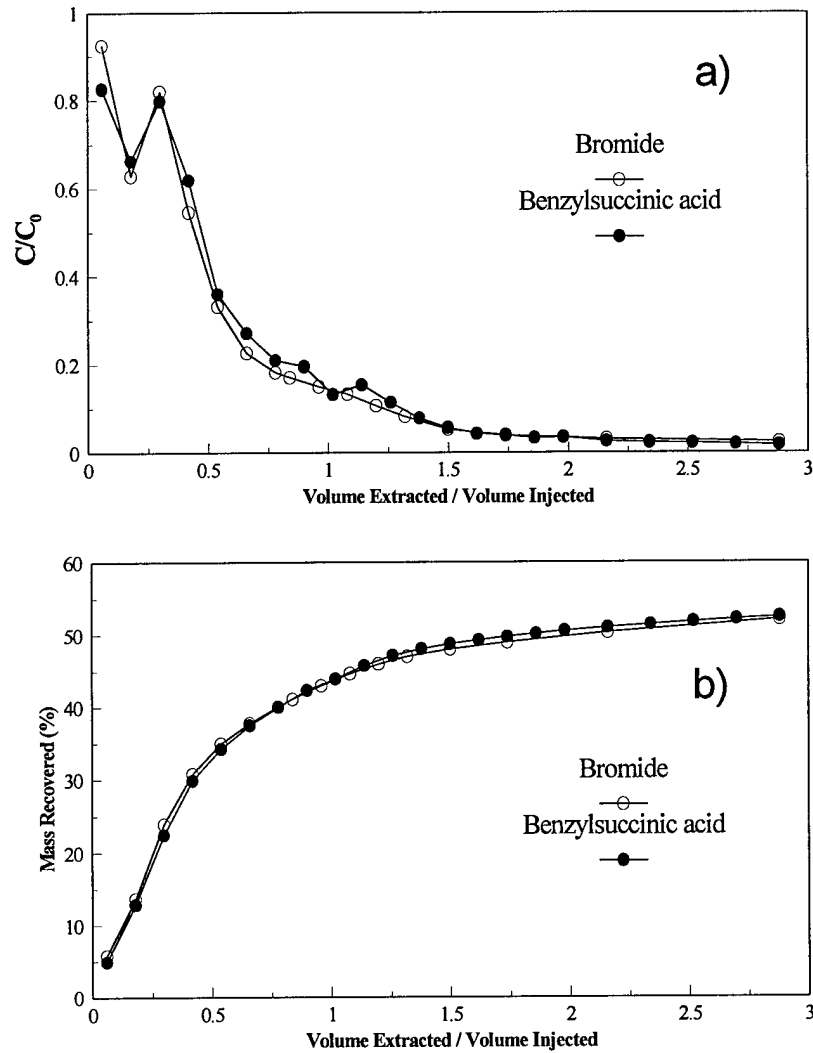 1
0.8
0.6
0.4
0.2
0
C/C0
a)
Bromide
Benzylsuccinic acid
0 0.5 1 1.5 2 2.5 3
Volume Extracted / Volume Injected
60
50
40
30
20
10
0
Mass Recovered (%)
b)
Bromide
Benzylsuccinic acid
0 0.5 1 1.5 2 2.5 3
Volume Extracted / Volume Injected